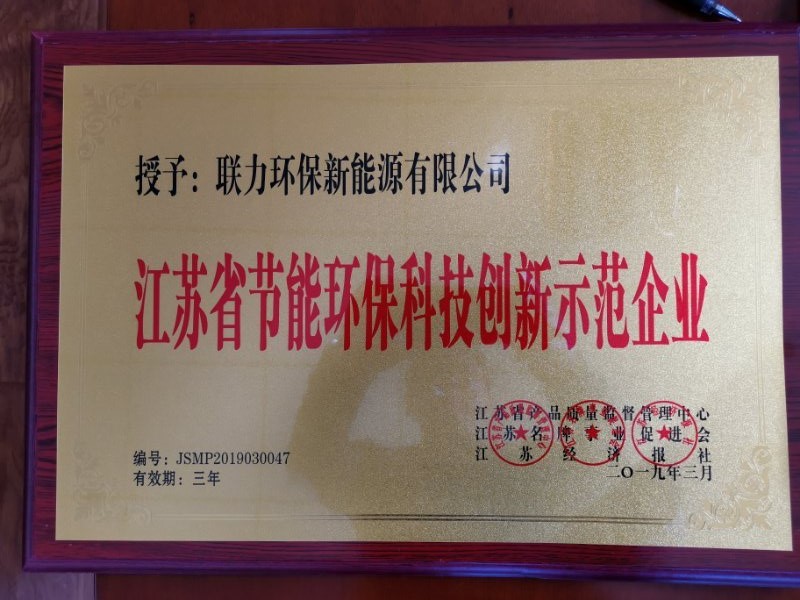 授予：联力环保新能源有限公司
江苏省节能环保科技创新示范企业
江苏省产品质量监督管理中心
江苏名牌事业促进会
江苏经济报社
二〇一九年三月
编号：JSMP2019030047
有效期：三年